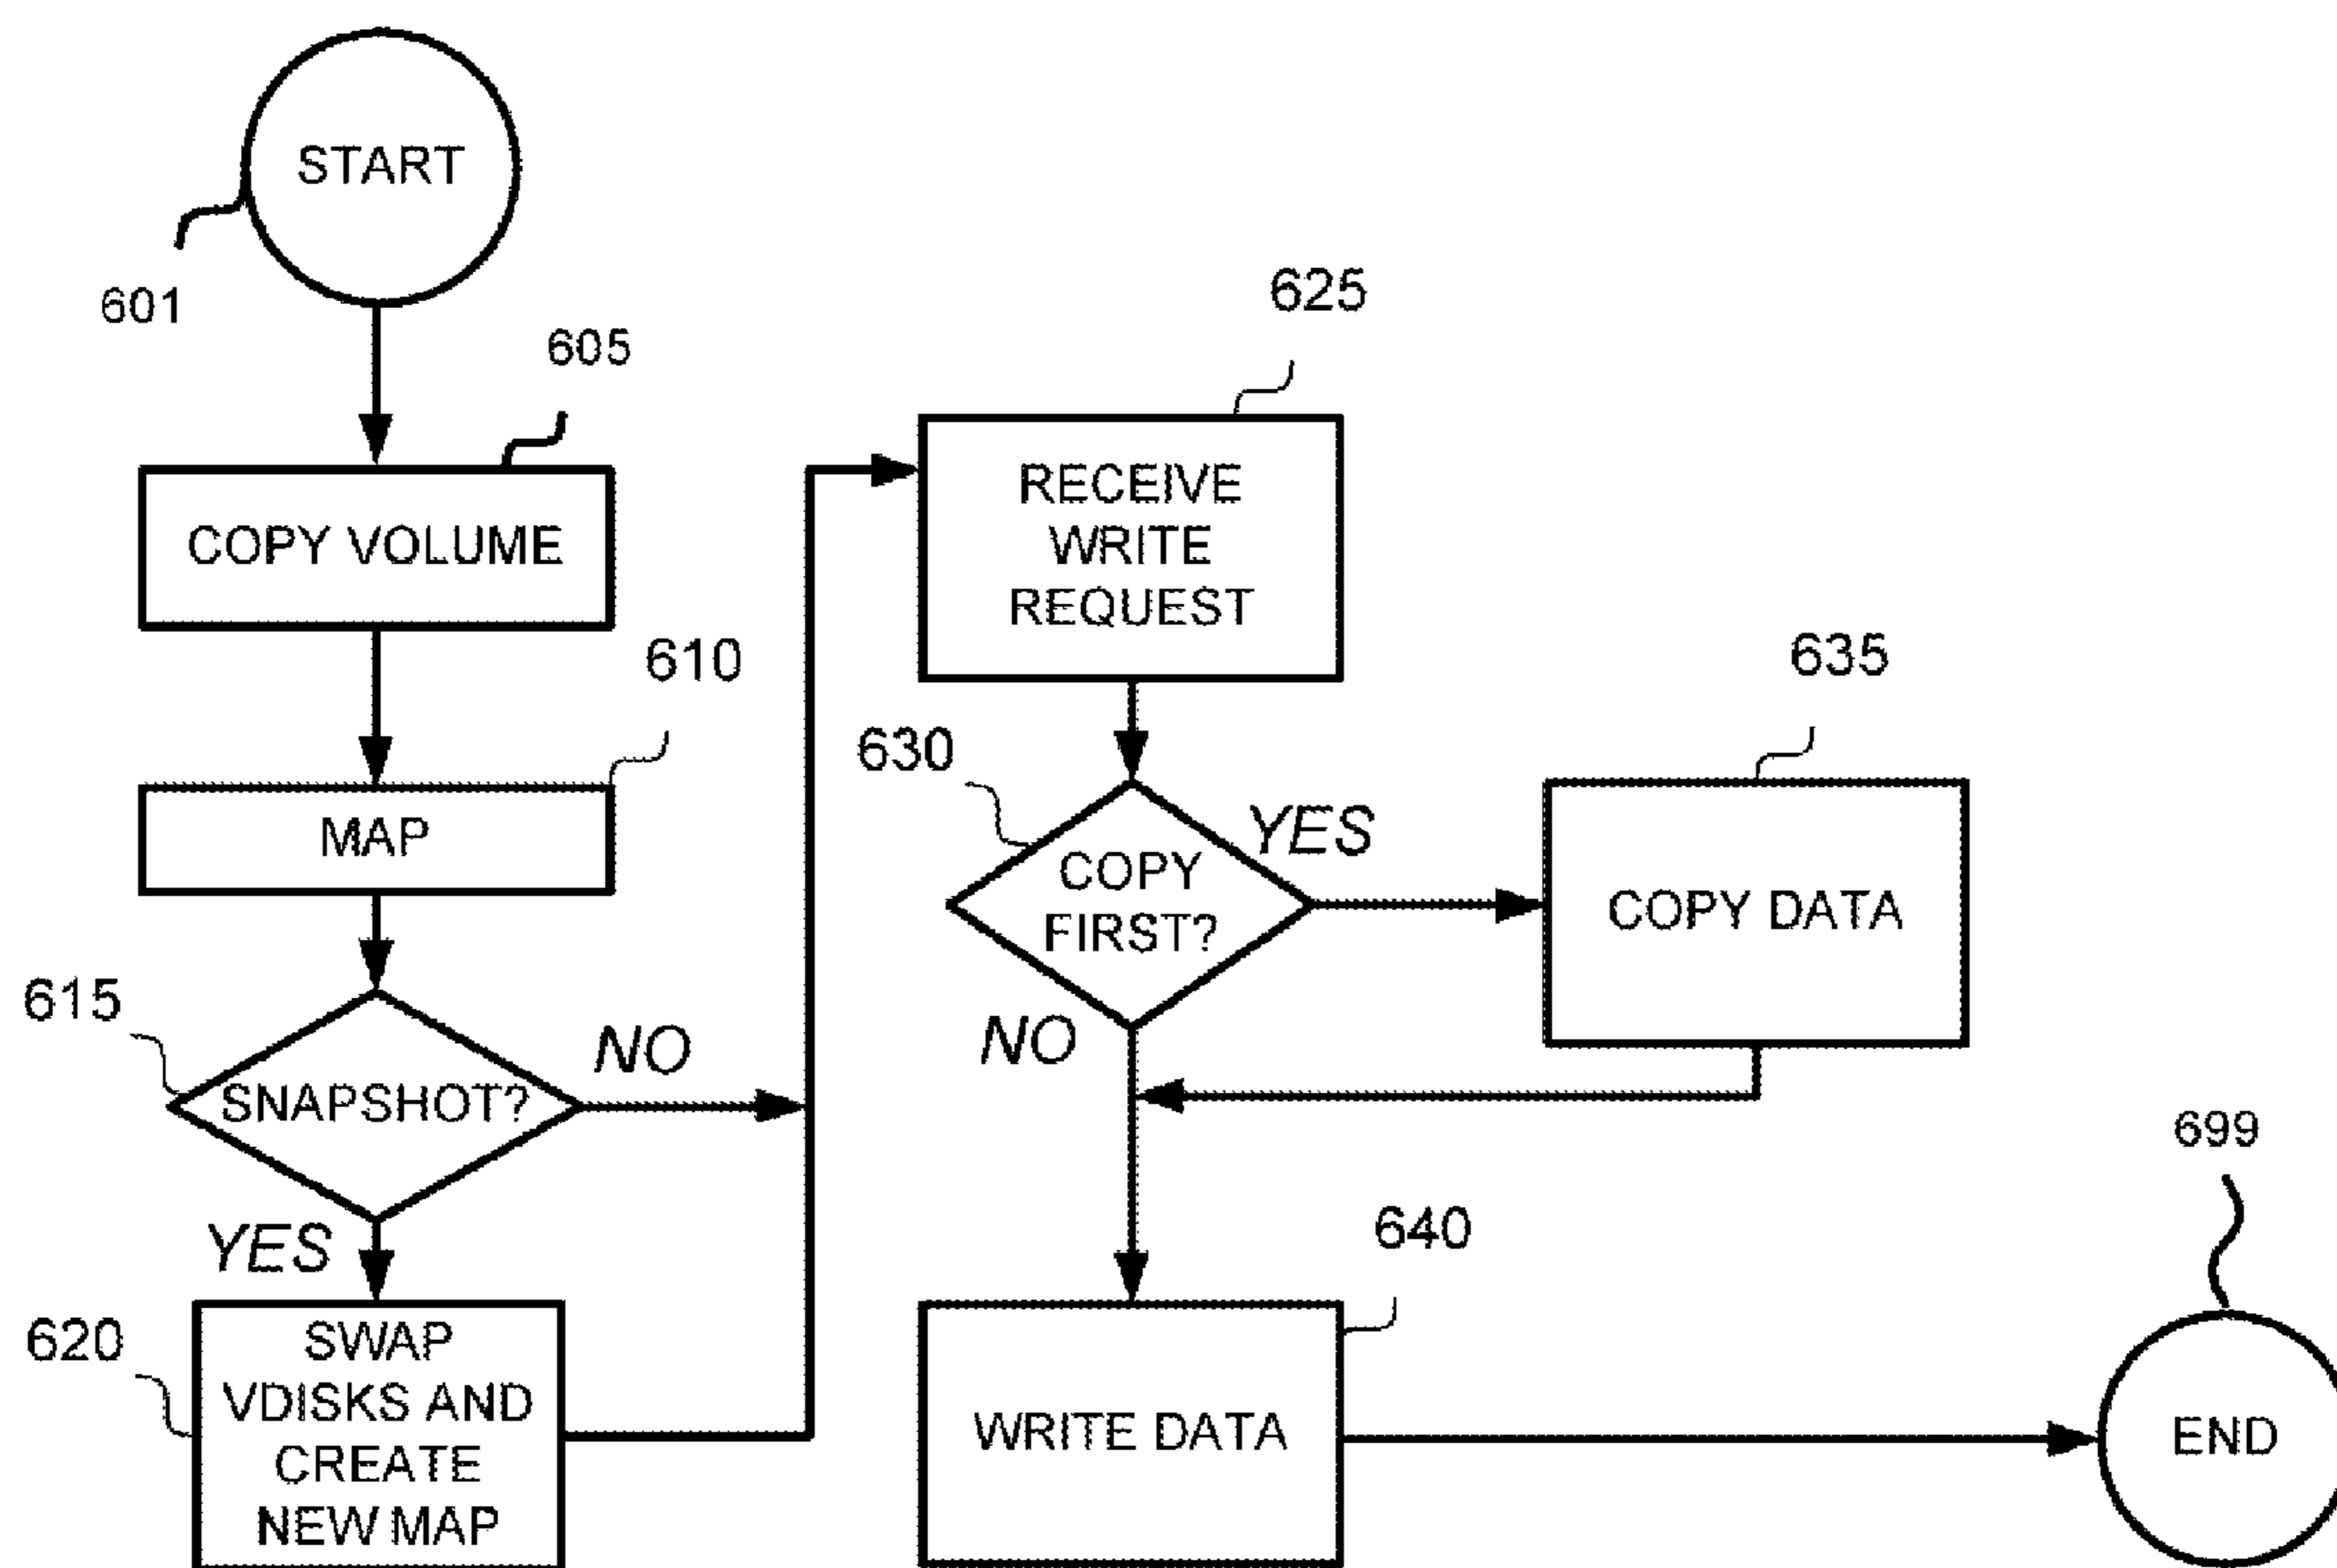 START
601
605
COPY VOLUME
610
MAP
615
SNAPSHOT?
NO
YES
620
SWAP
VDISKS AND
CREATE
NEW MAP
625
RECEIVE
WRITE
REQUEST
630
COPY
FIRST?
YES
NO
635
COPY DATA
640
WRITE DATA
699
END